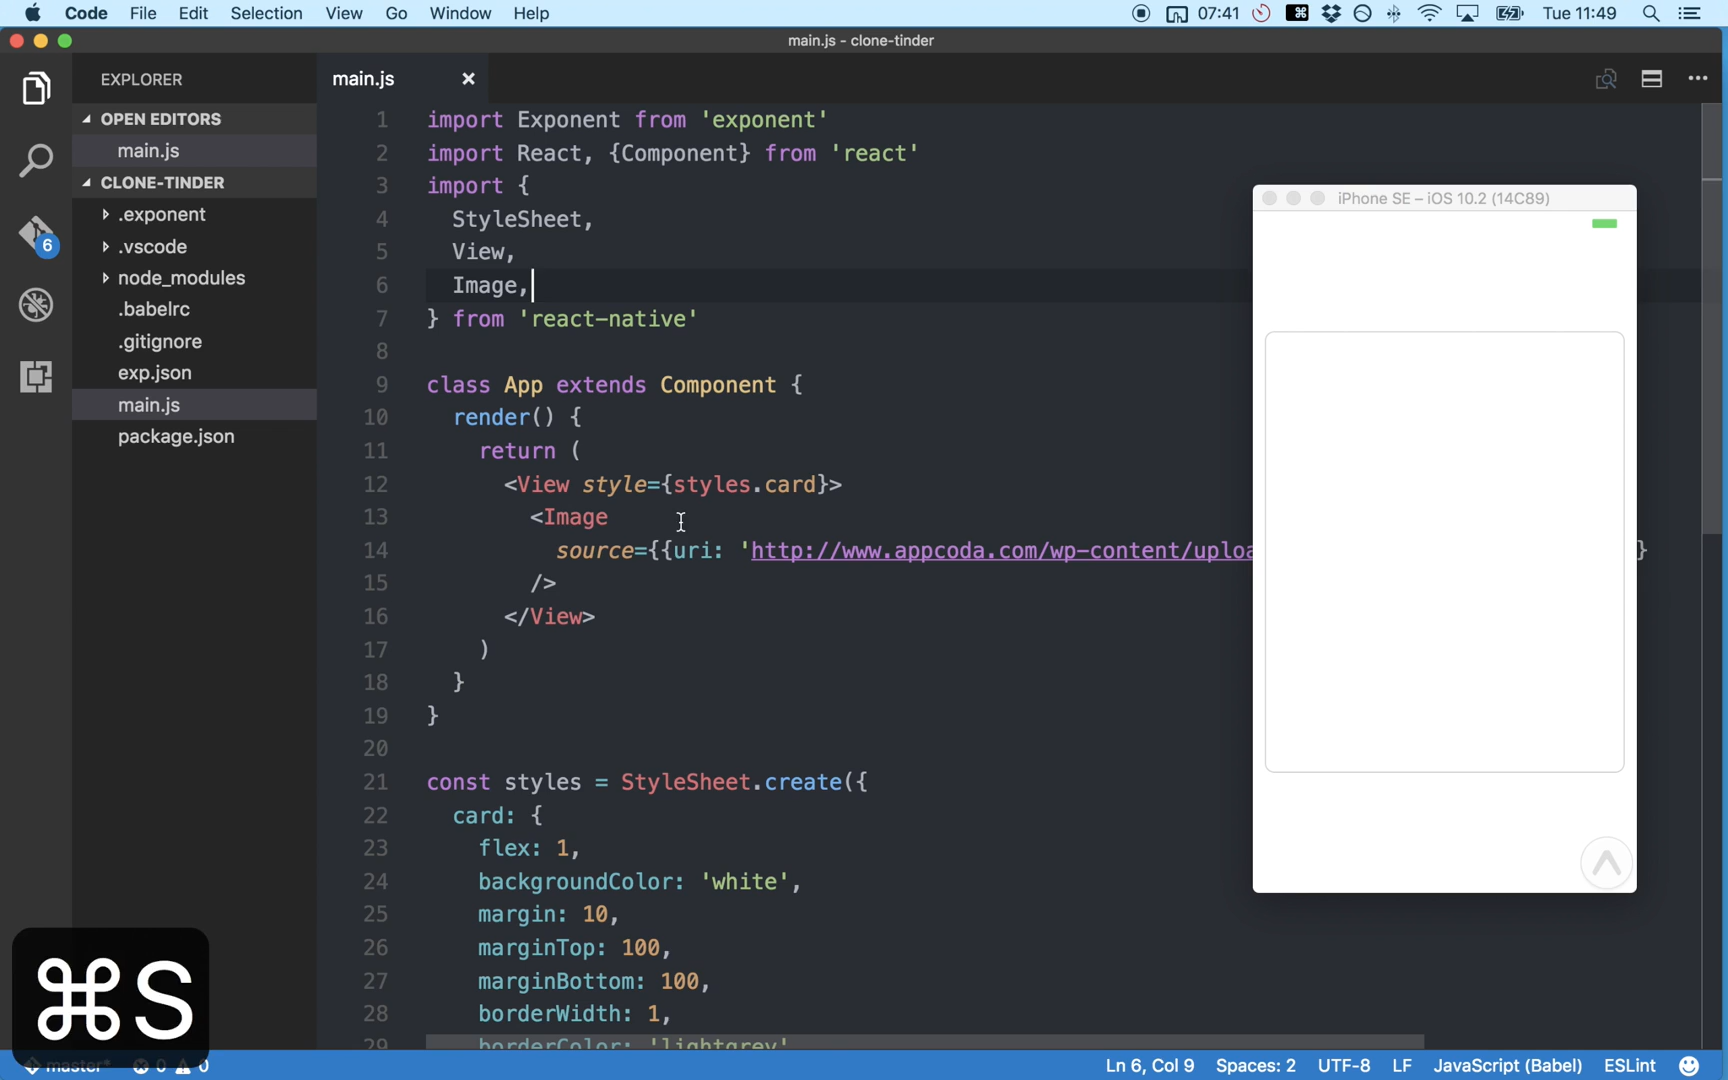 Code File Edit Selection View Go Window Help 07:41 Tue 11:49
main.js - clone-tinder
EXPLORER
OPEN EDITORS
main.js
CLONE-TINDER
.exponent
.vscode
node_modules
.babelrc
.gitignore
exp.json
main.js
package.json
6
main.js
1 import Exponent from 'exponent'
2 import React, {Component} from 'react'
3 import {
4 StyleSheet,
5 View,
6 Image,
7 } from 'react-native'
8
9 class App extends Component {
10 render() {
11 return (
12 <View style={styles.card}>
13 <Image
14 source={{uri: 'http://www.appcoda.com/wp-content/uploa }
15 />
16 </View>
17 )
18 }
19 }
20
21 const styles = StyleSheet.create({
22 card: {
23 flex: 1,
24 backgroundColor: 'white',
25 margin: 10,
26 marginTop: 100,
27 marginBottom: 100,
28 borderWidth: 1,
29 borderColor: 'lightgrey'
iPhone SE – iOS 10.2 (14C89)
⌘S
master* 0 0 Ln 6, Col 9 Spaces: 2 UTF-8 LF JavaScript (Babel) ESLint